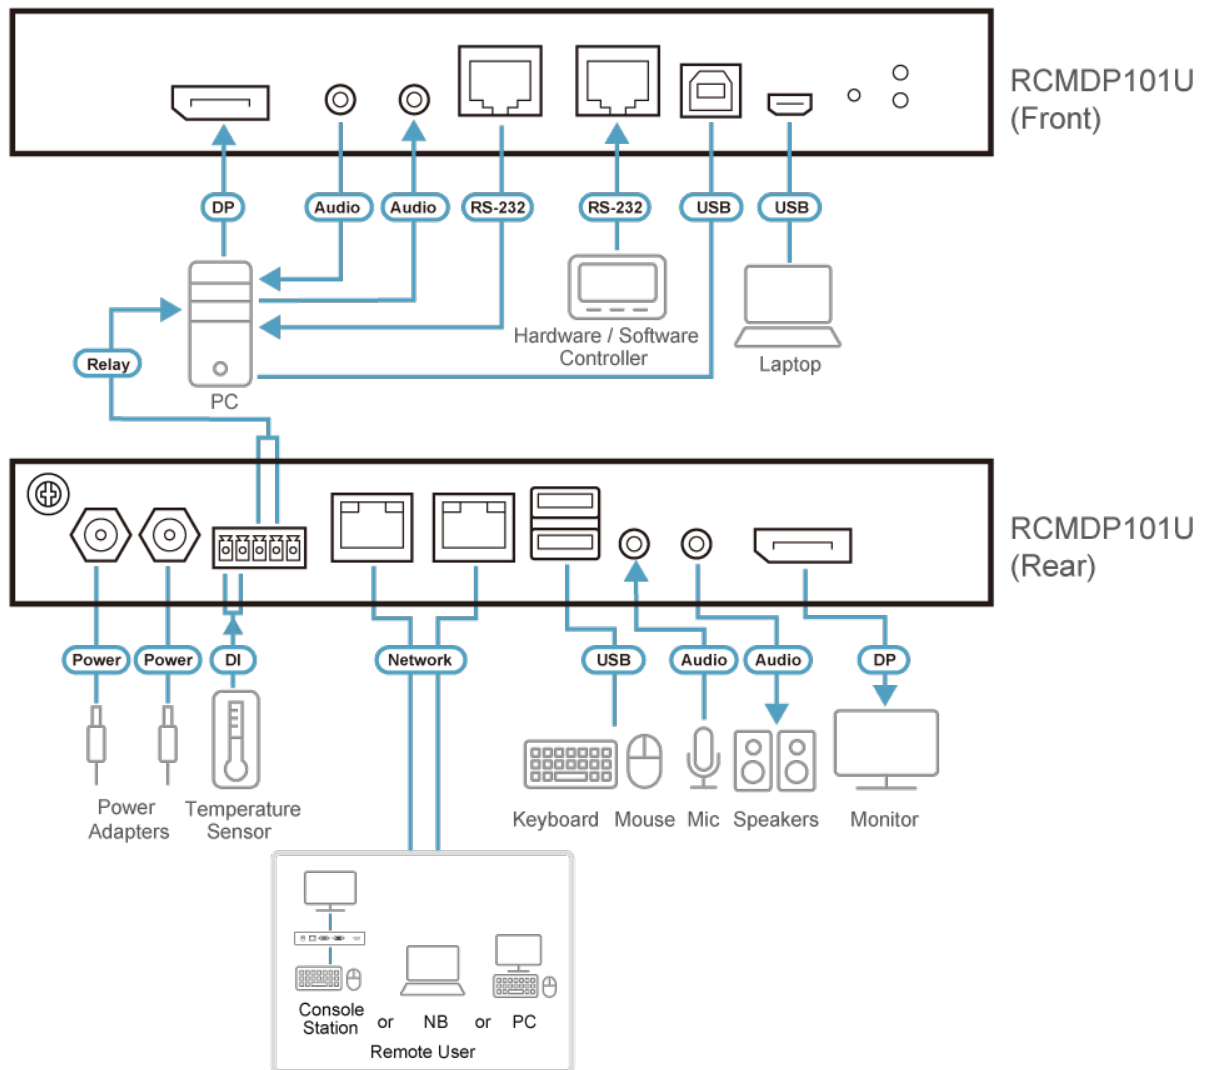 RCMDP101U
(Front)
DP
Audio
Audio
RS-232
RS-232
USB
USB
Hardware / Software
Controller
Laptop
Relay
PC
RCMDP101U
(Rear)
Power
Power
DI
Network
USB
Audio
Audio
DP
Power
Adapters
Temperature
Sensor
Keyboard
Mouse
Mic
Speakers
Monitor
Console
Station
or
NB
or
PC
Remote User